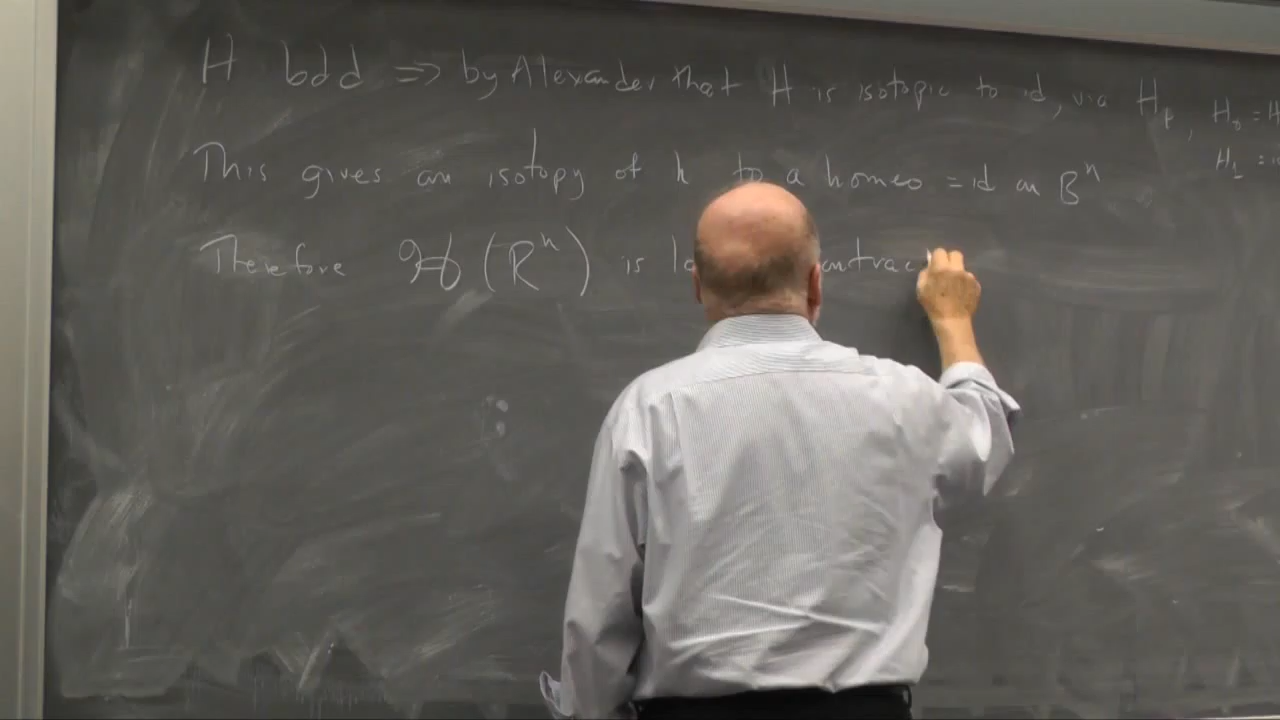 H bdd ⇒ by Alexander that H is isotopic to id, via H_t, H_0 = H
H_1 = i
This gives an isotopy of h to a homeo = id on B^n
Therefore ℋ(R^n) is lo ontrac